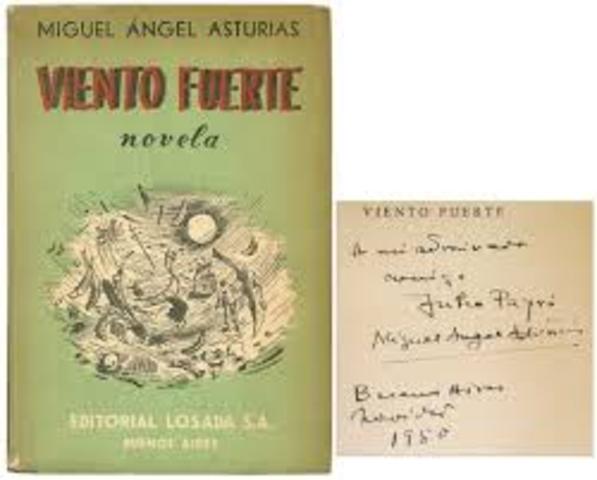 MIGUEL ÁNGEL ASTURIAS
VIENTO FUERTE
novela
EDITORIAL LOSADA S.A.
BUENOS AIRES
VIENTO FUERTE
A mi admirado
amigo
Julio Payró
Miguel Angel Asturias
Buenos Aires
Navidad
1950